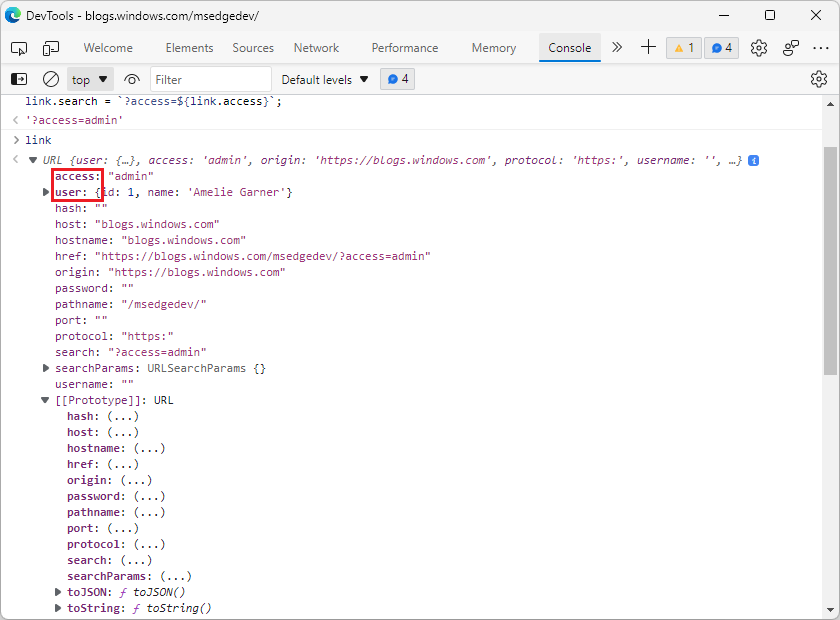 DevTools - blogs.windows.com/msedgedev/
Welcome Elements Sources Network Performance Memory Console 1 4
top Filter Default levels 4
link.search = `?access=${link.access}`;
'?access=admin'
link
URL {user: {…}, access: 'admin', origin: 'https://blogs.windows.com', protocol: 'https:', username: '', …} i
access: "admin"
user: {id: 1, name: 'Amelie Garner'}
hash: ""
host: "blogs.windows.com"
hostname: "blogs.windows.com"
href: "https://blogs.windows.com/msedgedev/?access=admin"
origin: "https://blogs.windows.com"
password: ""
pathname: "/msedgedev/"
port: ""
protocol: "https:"
search: "?access=admin"
searchParams: URLSearchParams {}
username: ""
[[Prototype]]: URL
hash: (...)
host: (...)
hostname: (...)
href: (...)
origin: (...)
password: (...)
pathname: (...)
port: (...)
protocol: (...)
search: (...)
searchParams: (...)
toJSON: ƒ toJSON()
toString: ƒ toString()